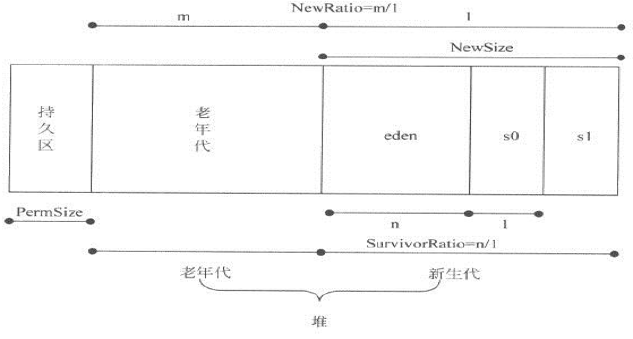 NewRatio=m/1
m
1
NewSize
持久区
老年代
eden
s0
s1
PermSize
n
1
SurvivorRatio=n/1
老年代
新生代
堆